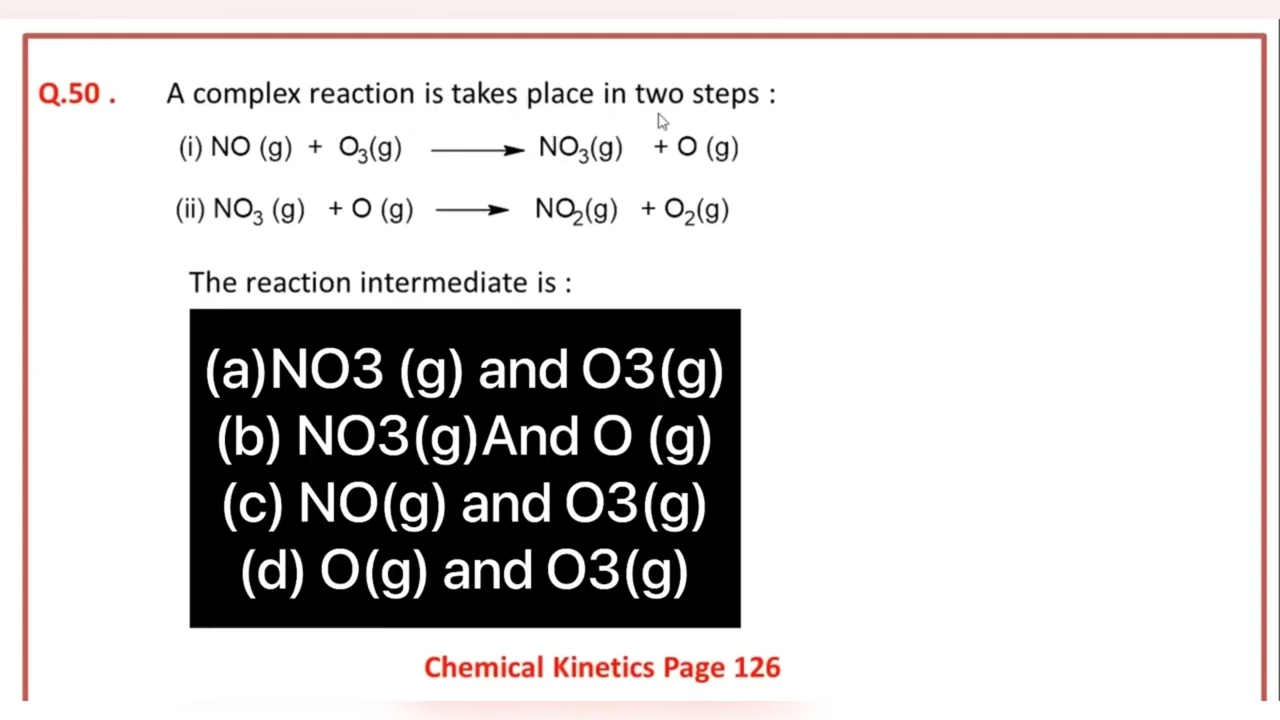 Q.50 . A complex reaction is takes place in two steps :
(i) NO (g) + O₃(g) ⟶ NO₃(g) + O (g)
(ii) NO₃ (g) + O (g) ⟶ NO₂(g) + O₂(g)
The reaction intermediate is :
(a)NO3 (g) and O3(g)
(b) NO3(g)And O (g)
(c) NO(g) and O3(g)
(d) O(g) and O3(g)
Chemical Kinetics Page 126